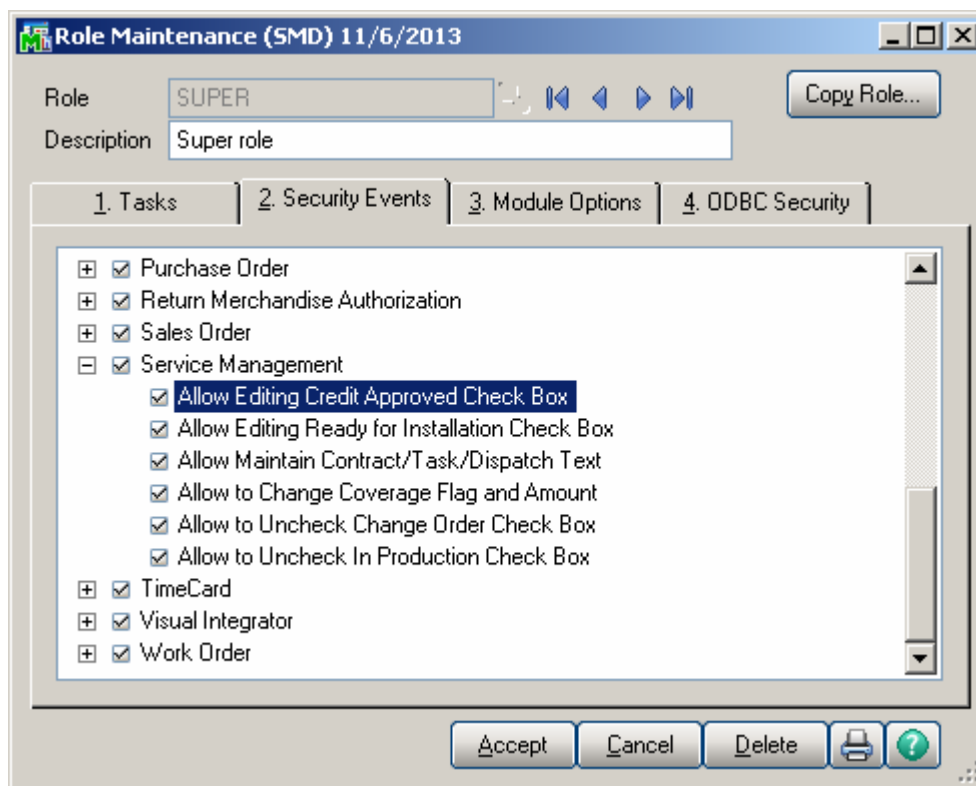 Role Maintenance (SMD) 11/6/2013
Role SUPER Copy Role...
Description Super role
1. Tasks 2. Security Events 3. Module Options 4. ODBC Security
Purchase Order
Return Merchandise Authorization
Sales Order
Service Management
Allow Editing Credit Approved Check Box
Allow Editing Ready for Installation Check Box
Allow Maintain Contract/Task/Dispatch Text
Allow to Change Coverage Flag and Amount
Allow to Uncheck Change Order Check Box
Allow to Uncheck In Production Check Box
TimeCard
Visual Integrator
Work Order
Accept Cancel Delete